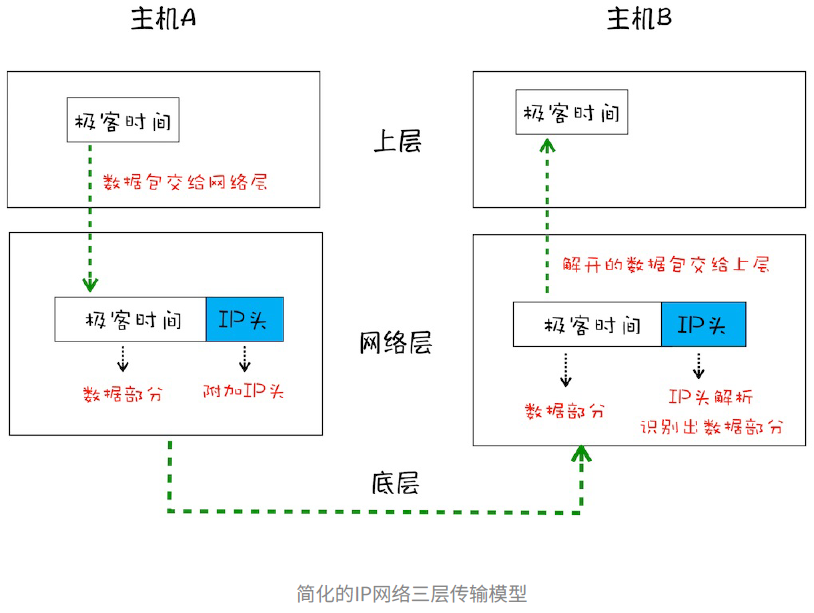 主机A
主机B
极客时间
极客时间
上层
数据包交给网络层
解开的数据包交给上层
极客时间
IP头
网络层
极客时间
IP头
数据部分
附加IP头
数据部分
IP头解析
识别出数据部分
底层
简化的IP网络三层传输模型